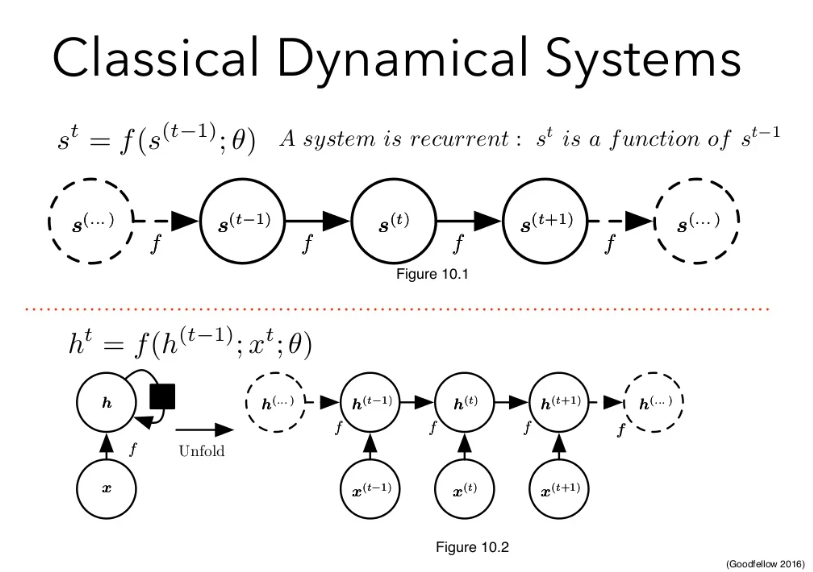 Classical Dynamical Systems
s^t = f(s^(t−1); θ) A system is recurrent : s^t is a function of s^t−1
s^(...) s^(t−1) s^(t) s^(t+1) s^(...)
f f f f
Figure 10.1
h^t = f(h^(t−1); x^t; θ)
h h^(...) h^(t−1) h^(t) h^(t+1) h^(...)
f f f f
f Unfold
x x^(t−1) x^(t) x^(t+1)
Figure 10.2
(Goodfellow 2016)